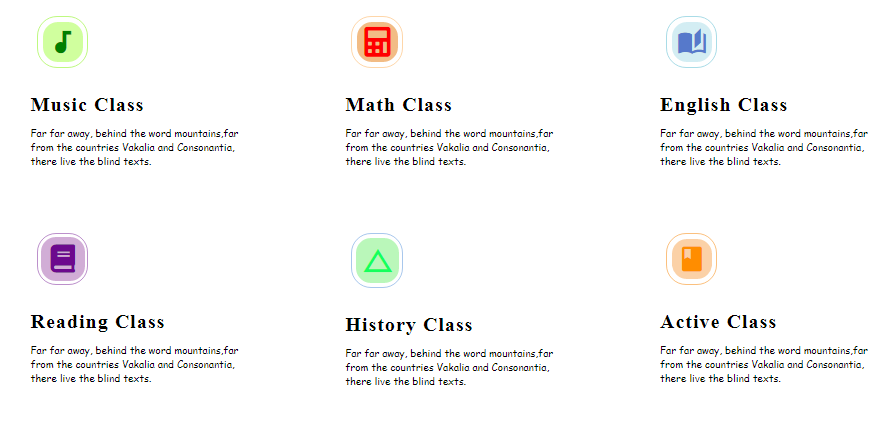 Music Class
Far far away, behind the word mountains,far
from the countries Vakalia and Consonantia,
there live the blind texts.
Math Class
Far far away, behind the word mountains,far
from the countries Vakalia and Consonantia,
there live the blind texts.
English Class
Far far away, behind the word mountains,far
from the countries Vakalia and Consonantia,
there live the blind texts.
Reading Class
Far far away, behind the word mountains,far
from the countries Vakalia and Consonantia,
there live the blind texts.
History Class
Far far away, behind the word mountains,far
from the countries Vakalia and Consonantia,
there live the blind texts.
Active Class
Far far away, behind the word mountains,far
from the countries Vakalia and Consonantia,
there live the blind texts.